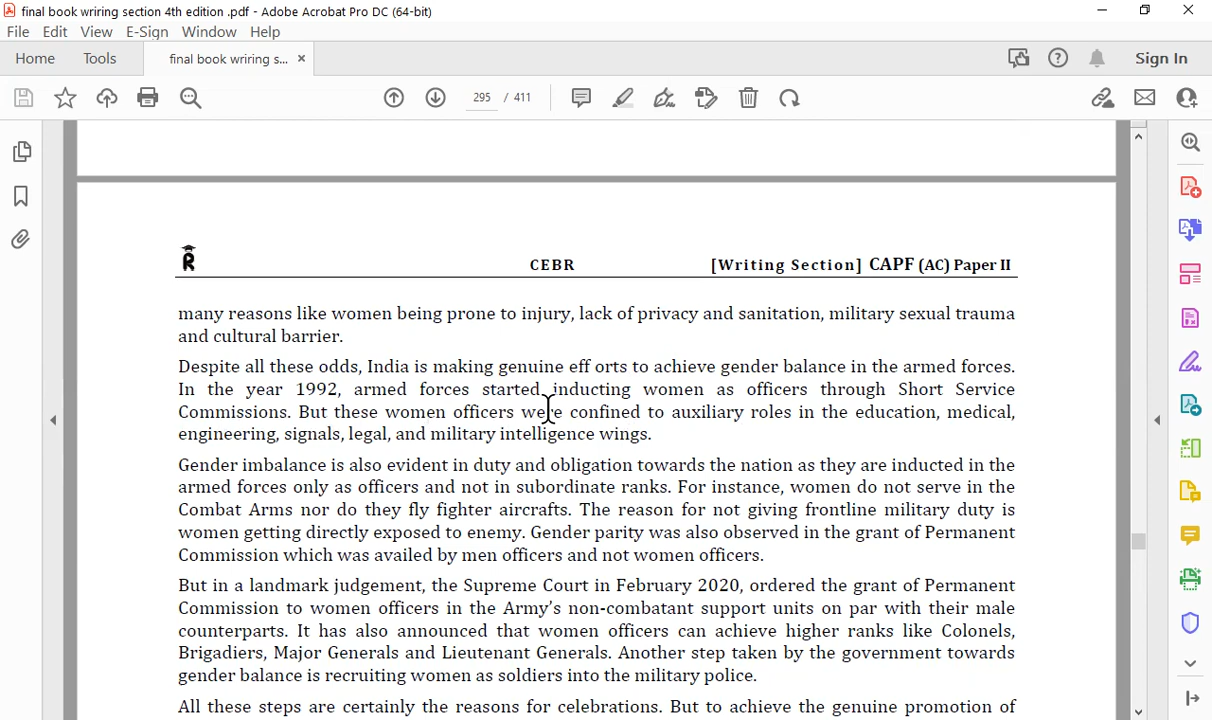 final book wriring section 4th edition .pdf - Adobe Acrobat Pro DC (64-bit)
File Edit View E-Sign Window Help
Home Tools final book wriring s... Sign In
295 / 411
R CEBR [Writing Section] CAPF (AC) Paper II
many reasons like women being prone to injury, lack of privacy and sanitation, military sexual trauma
and cultural barrier.
Despite all these odds, India is making genuine eff orts to achieve gender balance in the armed forces.
In the year 1992, armed forces started inducting women as officers through Short Service
Commissions. But these women officers were confined to auxiliary roles in the education, medical,
engineering, signals, legal, and military intelligence wings.
Gender imbalance is also evident in duty and obligation towards the nation as they are inducted in the
armed forces only as officers and not in subordinate ranks. For instance, women do not serve in the
Combat Arms nor do they fly fighter aircrafts. The reason for not giving frontline military duty is
women getting directly exposed to enemy. Gender parity was also observed in the grant of Permanent
Commission which was availed by men officers and not women officers.
But in a landmark judgement, the Supreme Court in February 2020, ordered the grant of Permanent
Commission to women officers in the Army's non-combatant support units on par with their male
counterparts. It has also announced that women officers can achieve higher ranks like Colonels,
Brigadiers, Major Generals and Lieutenant Generals. Another step taken by the government towards
gender balance is recruiting women as soldiers into the military police.
All these steps are certainly the reasons for celebrations. But to achieve the genuine promotion of